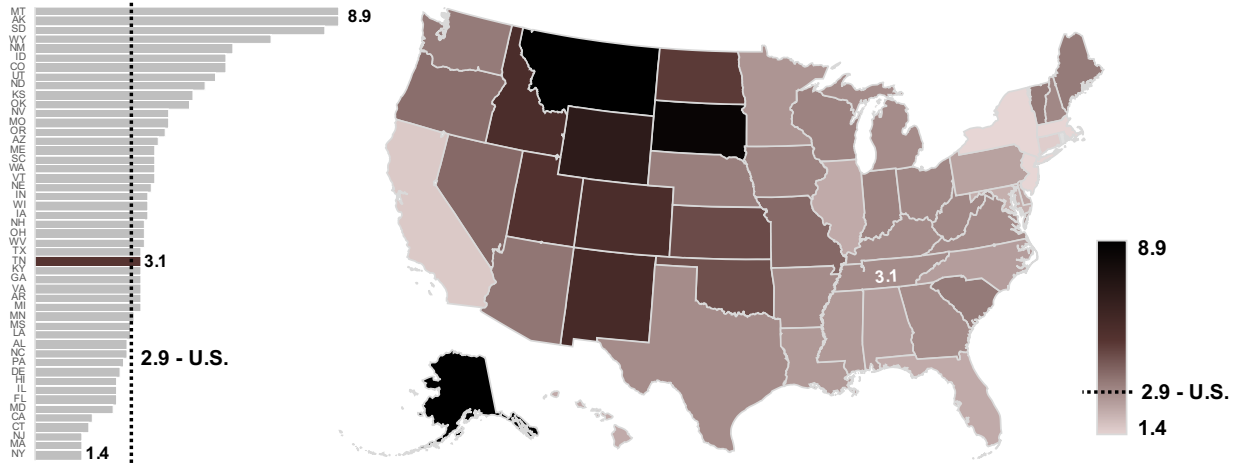 MT
AK
SD
WY
NM
ID
CO
UT
ND
KS
OK
NV
MO
OR
AZ
ME
SC
WA
VT
NE
IN
WI
IA
NH
OH
WV
TX
TN
KY
GA
VA
AR
MI
MN
MS
LA
AL
NC
PA
DE
HI
IL
FL
MD
CA
CT
NJ
MA
NY
8.9
3.1
2.9 - U.S.
1.4
3.1
8.9
2.9 - U.S.
1.4